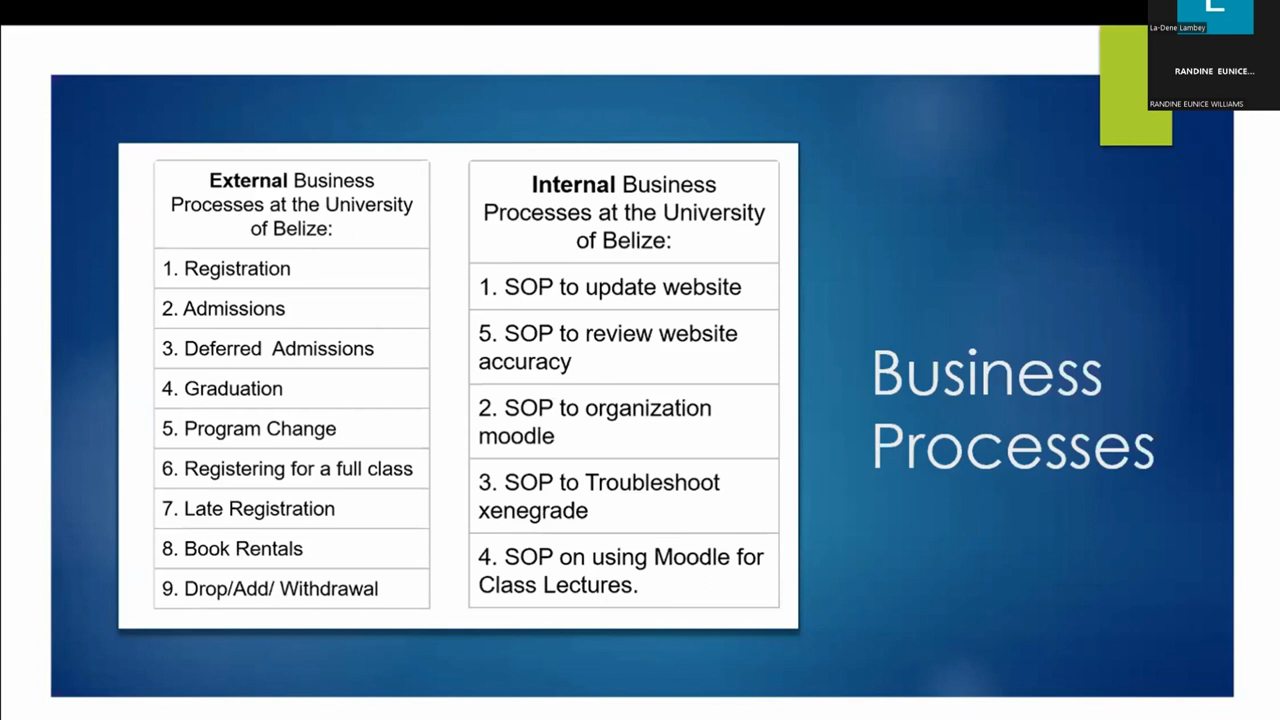 La-Dene Lambey
RANDINE EUNICE...
RANDINE EUNICE WILLIAMS
External Business
Processes at the University
of Belize:
1. Registration
2. Admissions
3. Deferred Admissions
4. Graduation
5. Program Change
6. Registering for a full class
7. Late Registration
8. Book Rentals
9. Drop/Add/ Withdrawal
Internal Business
Processes at the University
of Belize:
1. SOP to update website
5. SOP to review website
accuracy
2. SOP to organization
moodle
3. SOP to Troubleshoot
xenegrade
4. SOP on using Moodle for
Class Lectures.
Business
Processes